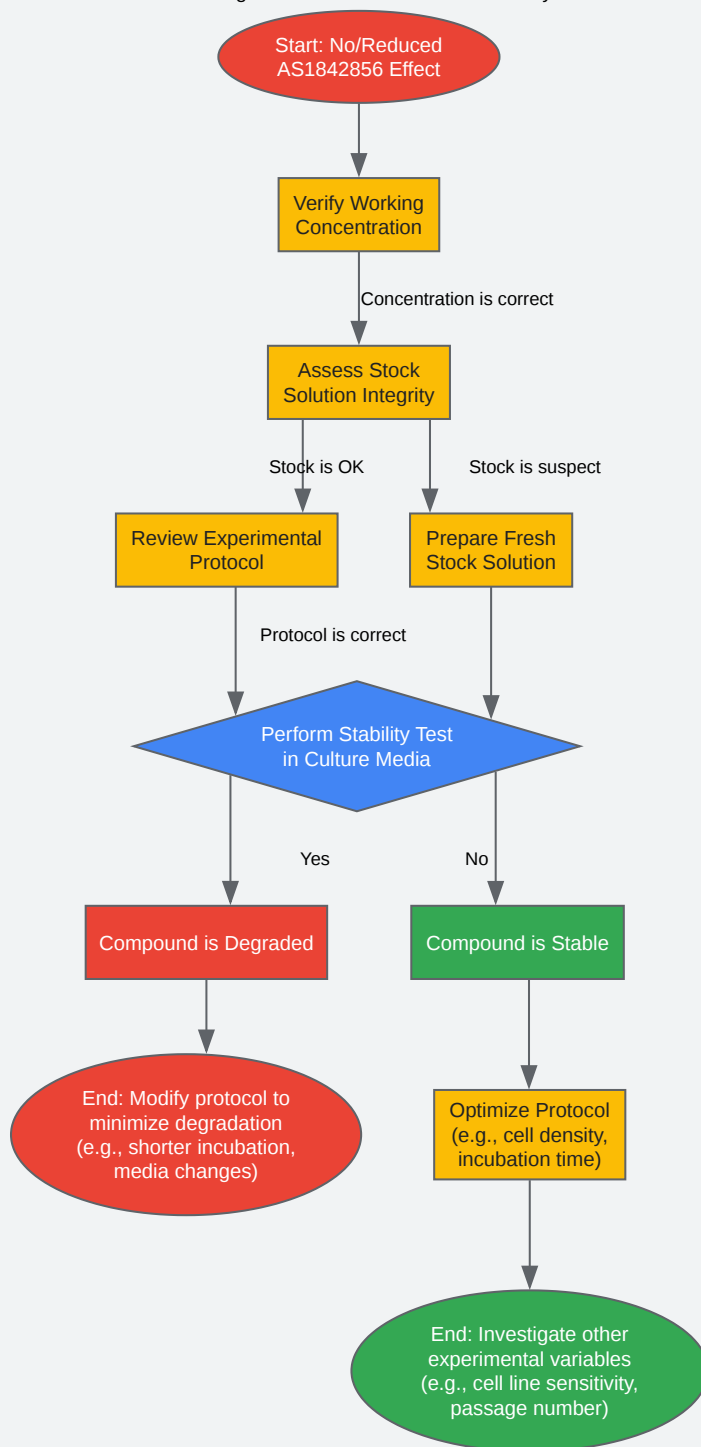 Start: No/Reduced
AS1842856 Effect
Verify Working
Concentration
Concentration is correct
Assess Stock
Solution Integrity
Stock is OK
Stock is suspect
Review Experimental
Protocol
Prepare Fresh
Stock Solution
Protocol is correct
Perform Stability Test
in Culture Media
Yes
No
Compound is Degraded
Compound is Stable
End: Modify protocol to
minimize degradation
(e.g., shorter incubation,
media changes)
Optimize Protocol
(e.g., cell density,
incubation time)
End: Investigate other
experimental variables
(e.g., cell line sensitivity,
passage number)